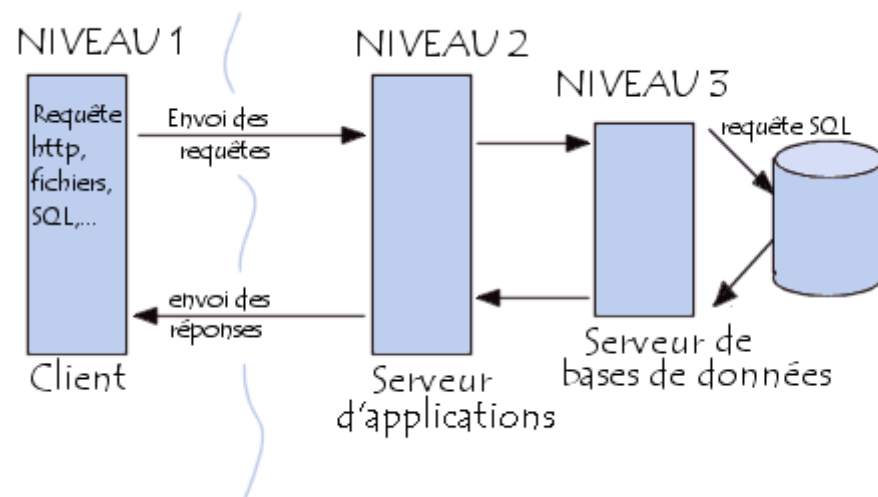 NIVEAU 1
NIVEAU 2
NIVEAU 3
Requête
http,
fichiers,
SQL,...
Envoi des
requêtes
requête SQL
envoi des
réponses
Client
Serveur
d'applications
Serveur de
bases de données